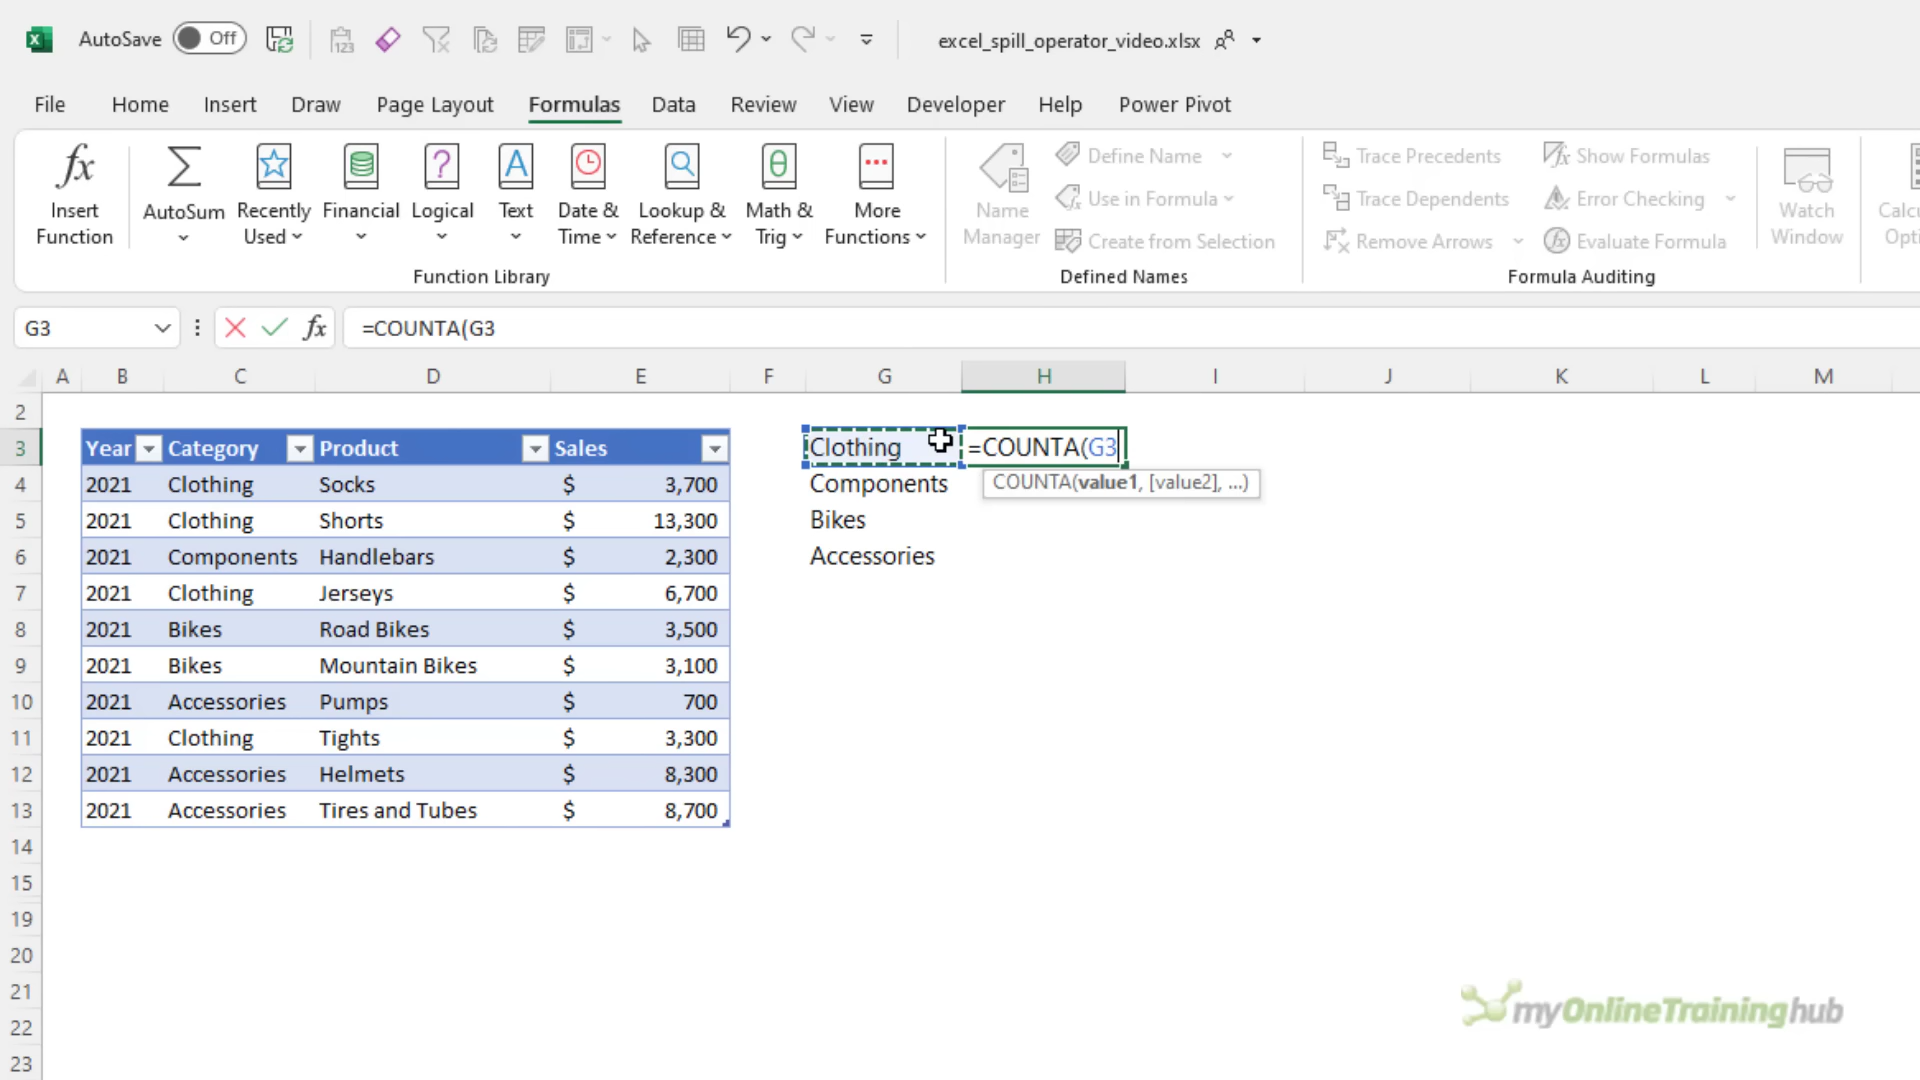 AutoSave Off excel_spill_operator_video.xlsx
File Home Insert Draw Page Layout Formulas Data Review View Developer Help Power Pivot
Insert Function
AutoSum
Recently Used
Financial
Logical
Text
Date & Time
Lookup & Reference
Math & Trig
More Functions
Function Library
Name Manager
Define Name
Use in Formula
Create from Selection
Defined Names
Trace Precedents
Trace Dependents
Remove Arrows
Show Formulas
Error Checking
Evaluate Formula
Formula Auditing
Watch Window
G3 fx =COUNTA(G3
A B C D E F G H I J K L M
2
3 Year Category Product Sales Clothing =COUNTA(G3
COUNTA(value1, [value2], ...)
4 2021 Clothing Socks $ 3,700 Components
5 2021 Clothing Shorts $ 13,300 Bikes
6 2021 Components Handlebars $ 2,300 Accessories
7 2021 Clothing Jerseys $ 6,700
8 2021 Bikes Road Bikes $ 3,500
9 2021 Bikes Mountain Bikes $ 3,100
10 2021 Accessories Pumps $ 700
11 2021 Clothing Tights $ 3,300
12 2021 Accessories Helmets $ 8,300
13 2021 Accessories Tires and Tubes $ 8,700
14
15
19
20
21
22
23
myOnlineTraininghub